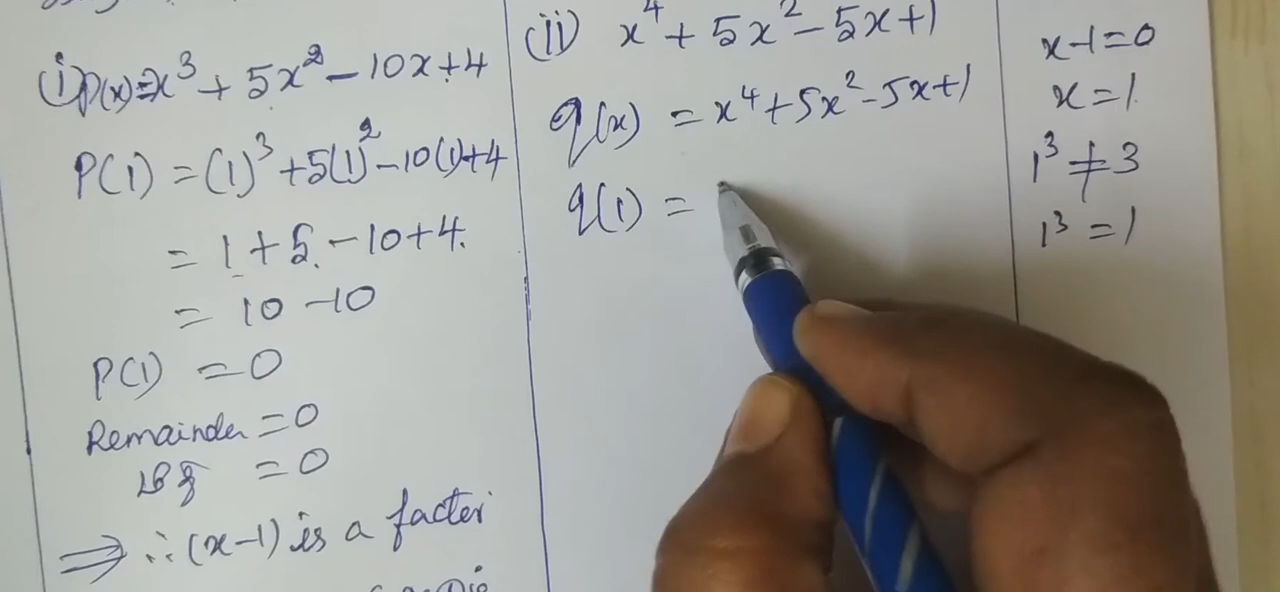 (i) p(x)=x³ + 5x² - 10x + 4
P(1) = (1)³ + 5(1)² - 10(1) + 4
= 1 + 5 - 10 + 4
= 10 - 10
P(1) = 0
Remainder = 0
= 0
⟹ ∴ (x-1) is a factor
(ii) x⁴ + 5x² - 5x + 1
q(x) = x⁴ + 5x² - 5x + 1
q(1) =
x-1=0
x = 1
1³ ≠ 3
1³ = 1